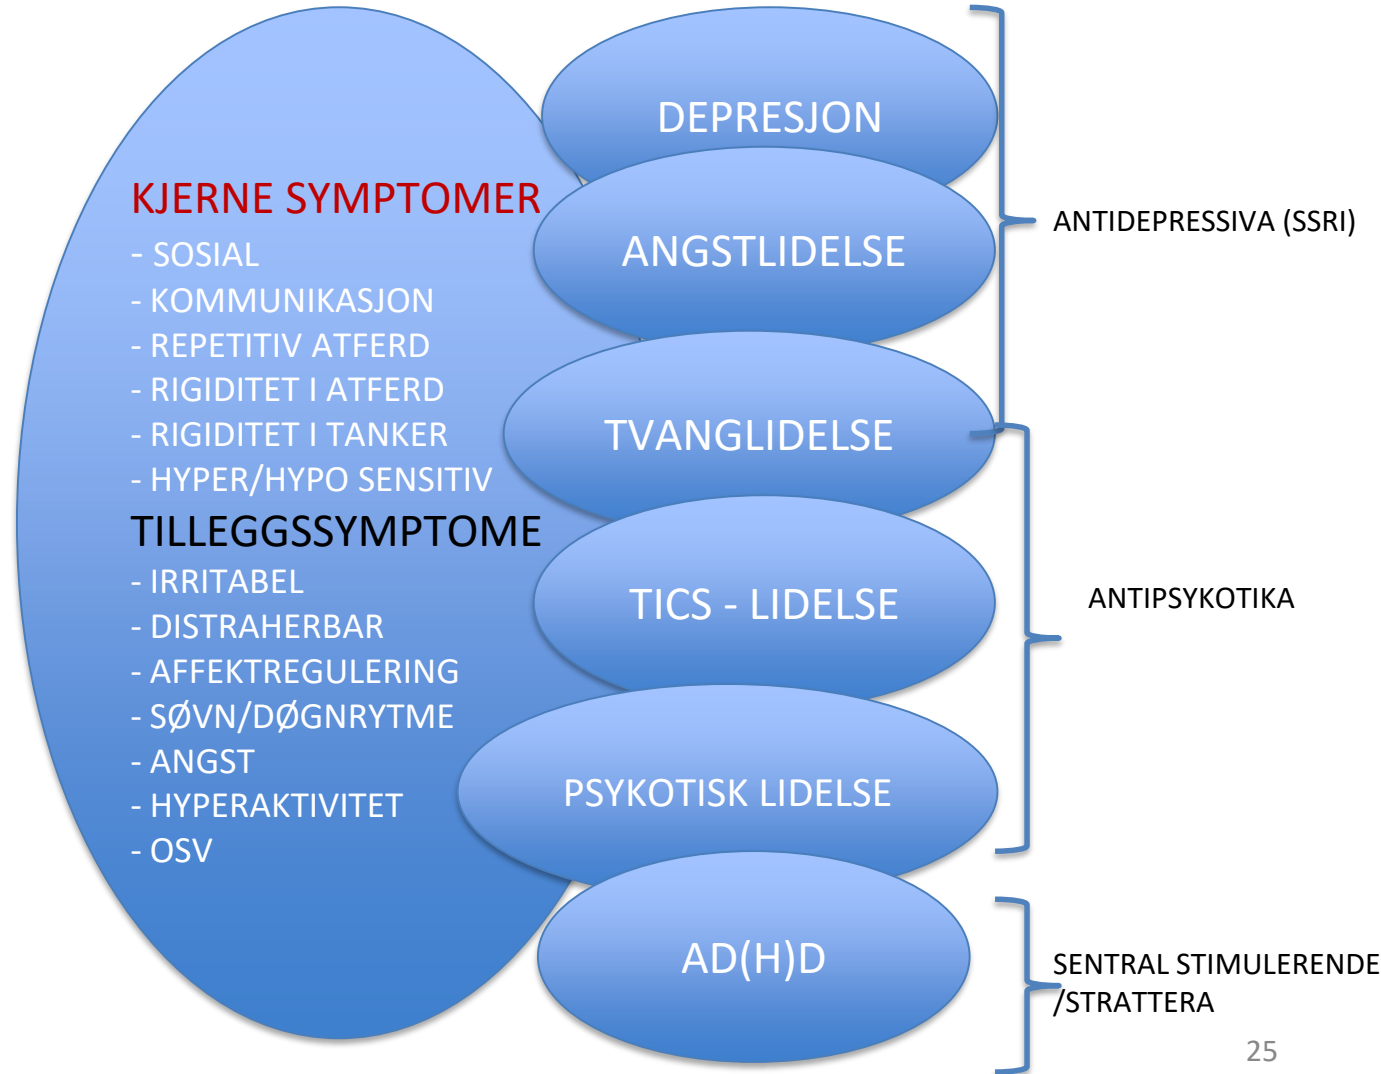 KJERNE SYMPTOMER
- SOSIAL
- KOMMUNIKASJON
- REPETITIV ATFERD
- RIGIDITET I ATFERD
- RIGIDITET I TANKER
- HYPER/HYPO SENSITIV
TILLEGGSSYMPTOME
- IRRITABEL
- DISTRAHERBAR
- AFFEKTREGULERING
- SØVN/DØGNRYTME
- ANGST
- HYPERAKTIVITET
- OSV
DEPRESJON
ANGSTLIDELSE
TVANGLIDELSE
TICS - LIDELSE
PSYKOTISK LIDELSE
AD(H)D
ANTIDEPRESSIVA (SSRI)
ANTIPSYKOTIKA
SENTRAL STIMULERENDE
/STRATTERA
25